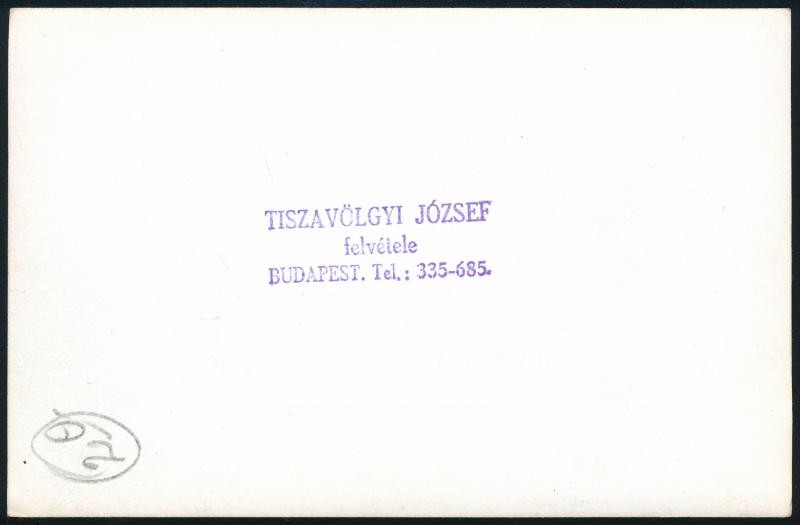 TISZAVÖLGYI JÓZSEF
felvétele
BUDAPEST. Tel.: 335-685.